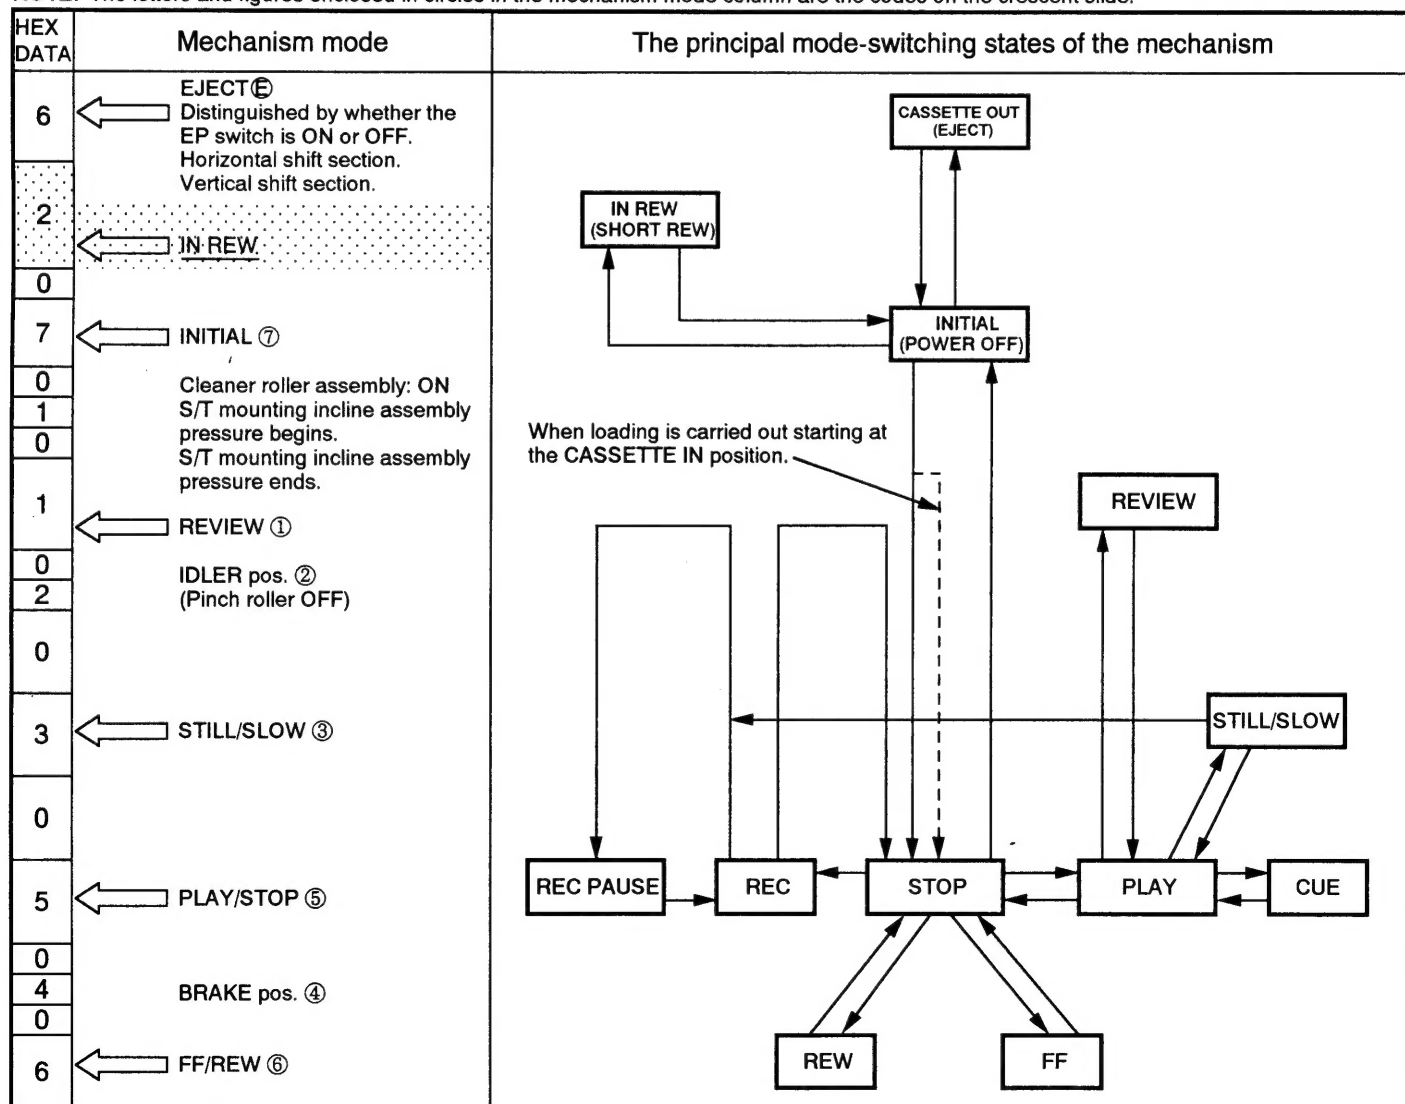 HEX
DATA
Mechanism mode
The principal mode-switching states of the mechanism
6
EJECT Ⓔ
Distinguished by whether the
EP switch is ON or OFF.
Horizontal shift section.
Vertical shift section.
2
IN REW
0
7
INITIAL ⑦
0
Cleaner roller assembly: ON
1
S/T mounting incline assembly
pressure begins.
0
S/T mounting incline assembly
pressure ends.
1
REVIEW ①
0
IDLER pos. ②
2
(Pinch roller OFF)
0
3
STILL/SLOW ③
0
5
PLAY/STOP ⑤
0
4
BRAKE pos. ④
0
6
FF/REW ⑥
CASSETTE OUT
(EJECT)
IN REW
(SHORT REW)
INITIAL
(POWER OFF)
When loading is carried out starting at
the CASSETTE IN position.
REVIEW
STILL/SLOW
REC PAUSE
REC
STOP
PLAY
CUE
REW
FF